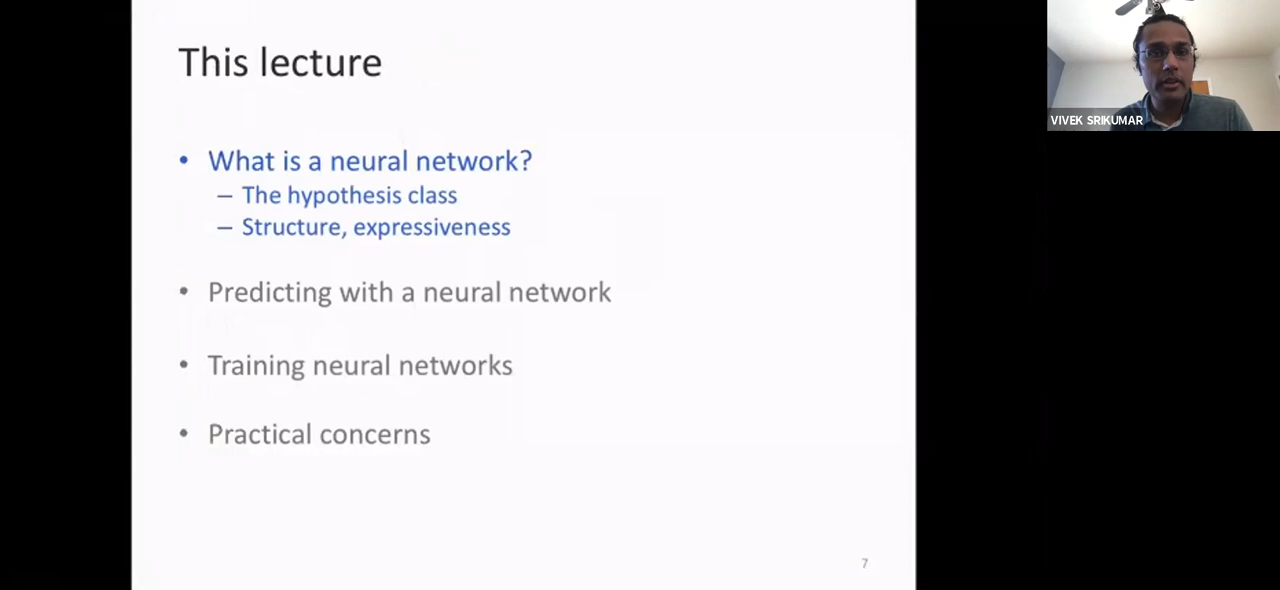 This lecture
• What is a neural network?
– The hypothesis class
– Structure, expressiveness
• Predicting with a neural network
• Training neural networks
• Practical concerns
7
VIVEK SRIKUMAR